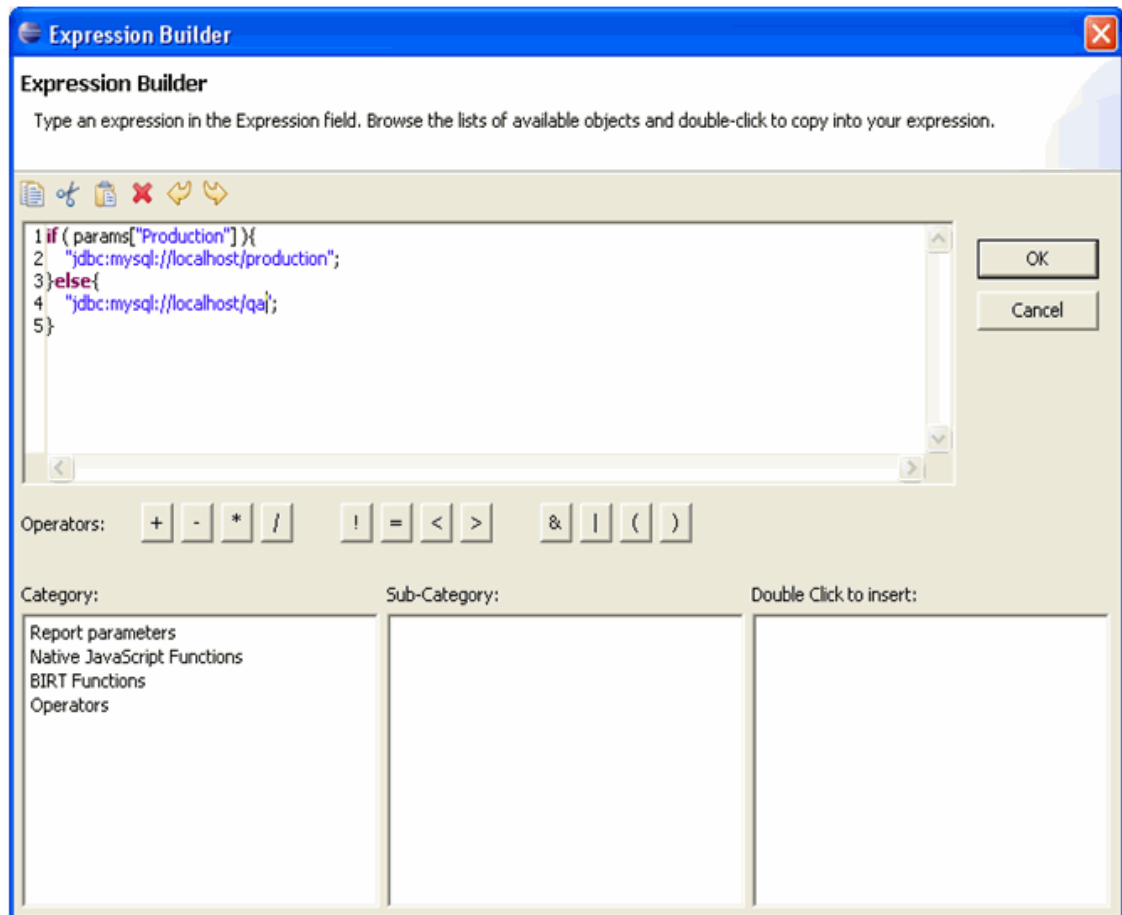 Expression Builder
Expression Builder
Type an expression in the Expression field. Browse the lists of available objects and double-click to copy into your expression.
1 if ( params["Production"] ){
2 "jdbc:mysql://localhost/production";
3 }else{
4 "jdbc:mysql://localhost/qa";
5 }
OK
Cancel
Operators: + - * / ! = < > & | ( )
Category: Sub-Category: Double Click to insert:
Report parameters
Native JavaScript Functions
BIRT Functions
Operators